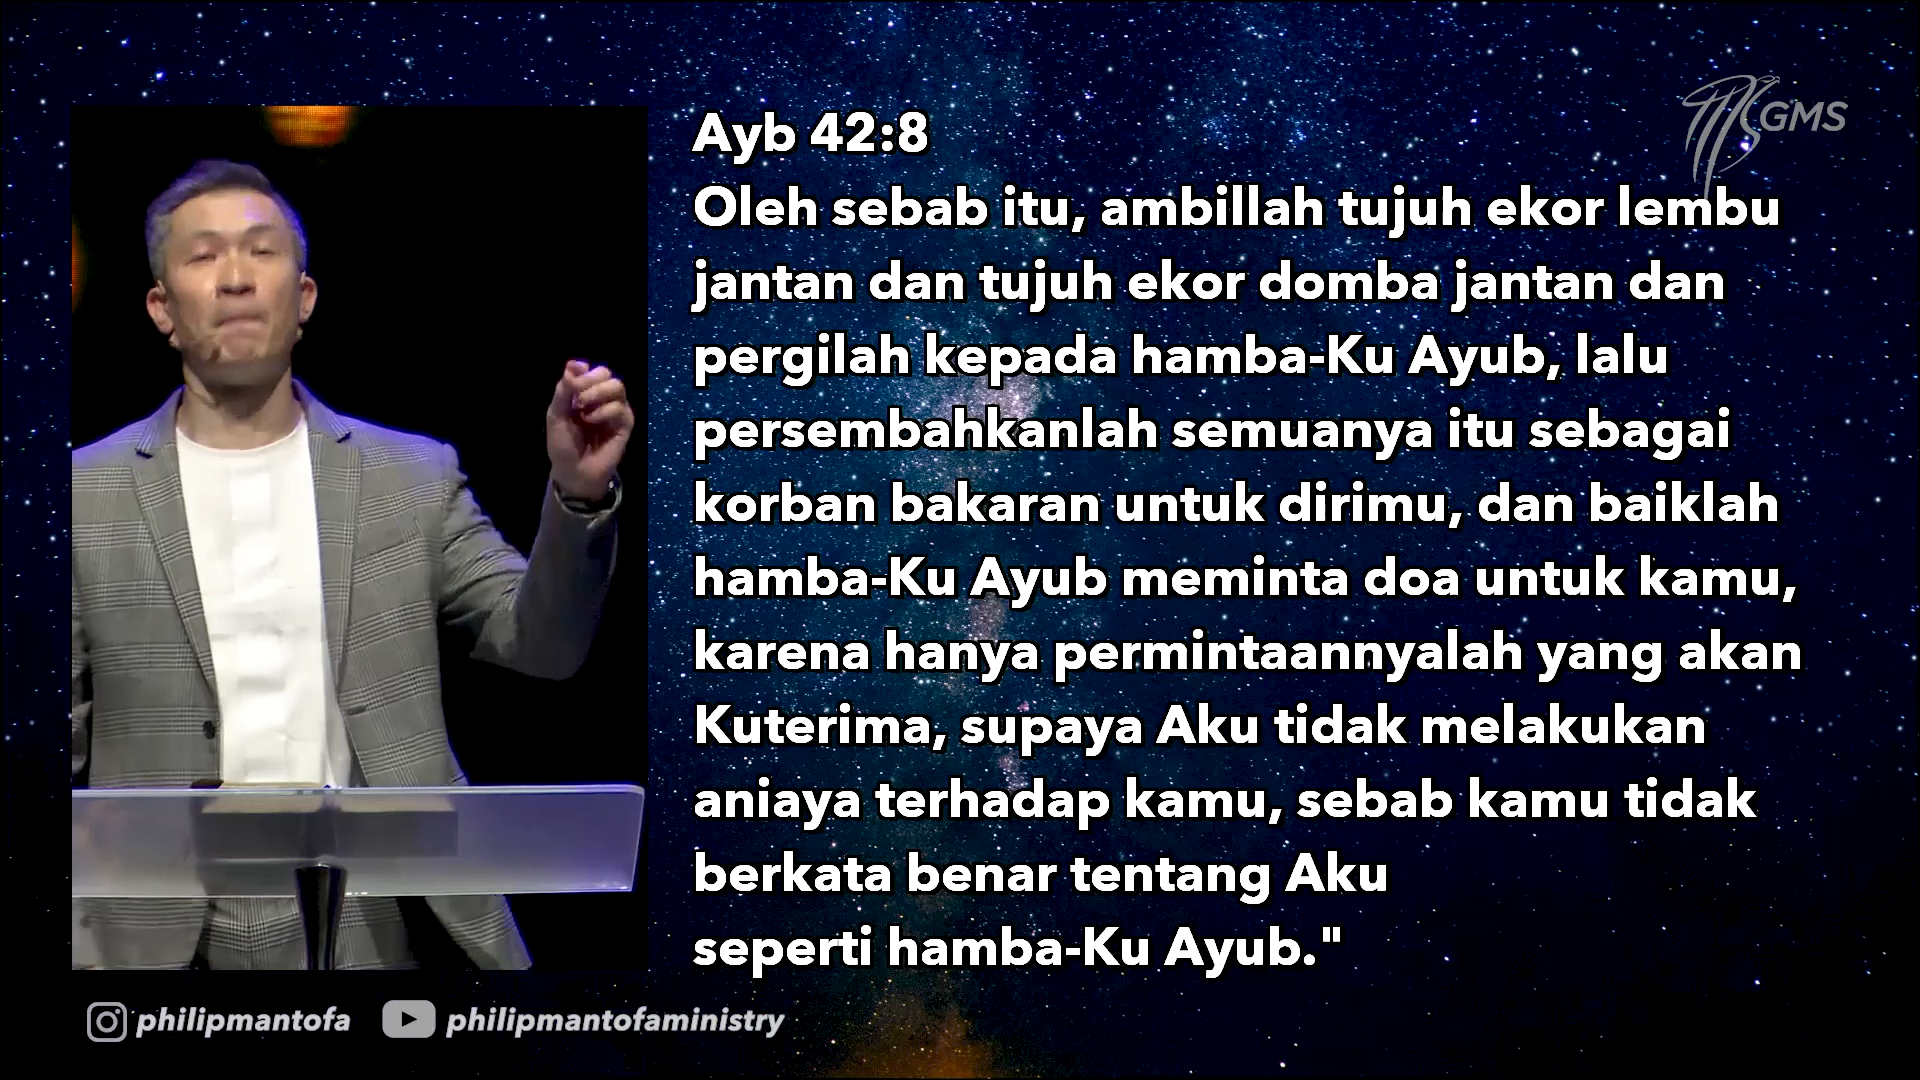 GMS
Ayb 42:8
Oleh sebab itu, ambillah tujuh ekor lembu
jantan dan tujuh ekor domba jantan dan
pergilah kepada hamba-Ku Ayub, lalu
persembahkanlah semuanya itu sebagai
korban bakaran untuk dirimu, dan baiklah
hamba-Ku Ayub meminta doa untuk kamu,
karena hanya permintaannyalah yang akan
Kuterima, supaya Aku tidak melakukan
aniaya terhadap kamu, sebab kamu tidak
berkata benar tentang Aku
seperti hamba-Ku Ayub."
philipmantofa philipmantofaministry